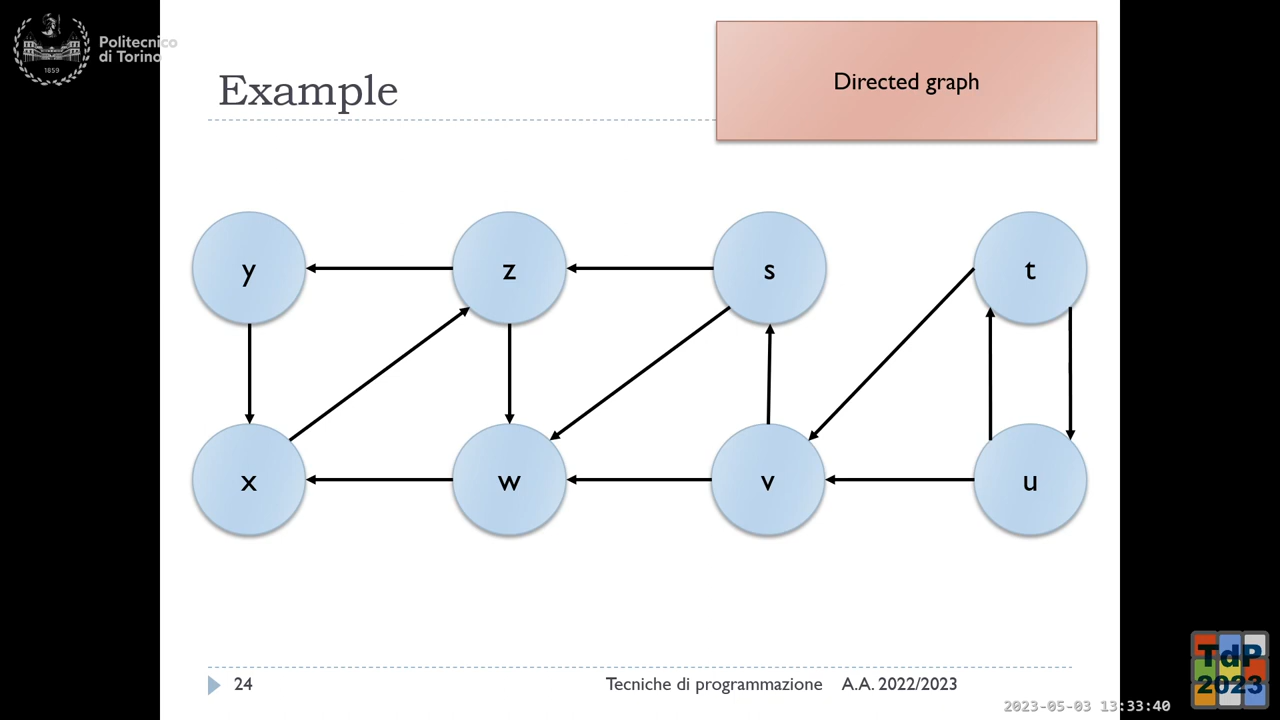 Politecnico
di Torino
1859
Example
Directed graph
y
z
s
t
x
w
v
u
24
Tecniche di programmazione
A.A. 2022/2023
TdP
2023
2023-05-03 13:33:40